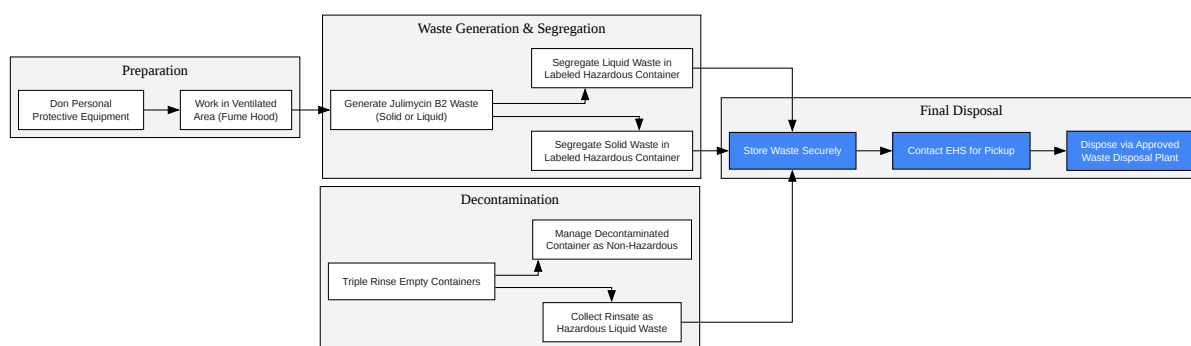 Preparation
Don Personal
Protective Equipment
Work in Ventilated
Area (Fume Hood)
Waste Generation & Segregation
Generate Julimycin B2 Waste
(Solid or Liquid)
Segregate Liquid Waste in
Labeled Hazardous Container
Segregate Solid Waste in
Labeled Hazardous Container
Decontamination
Triple Rinse Empty Containers
Manage Decontaminated
Container as Non-Hazardous
Collect Rinsate as
Hazardous Liquid Waste
Final Disposal
Store Waste Securely
Contact EHS for Pickup
Dispose via Approved
Waste Disposal Plant